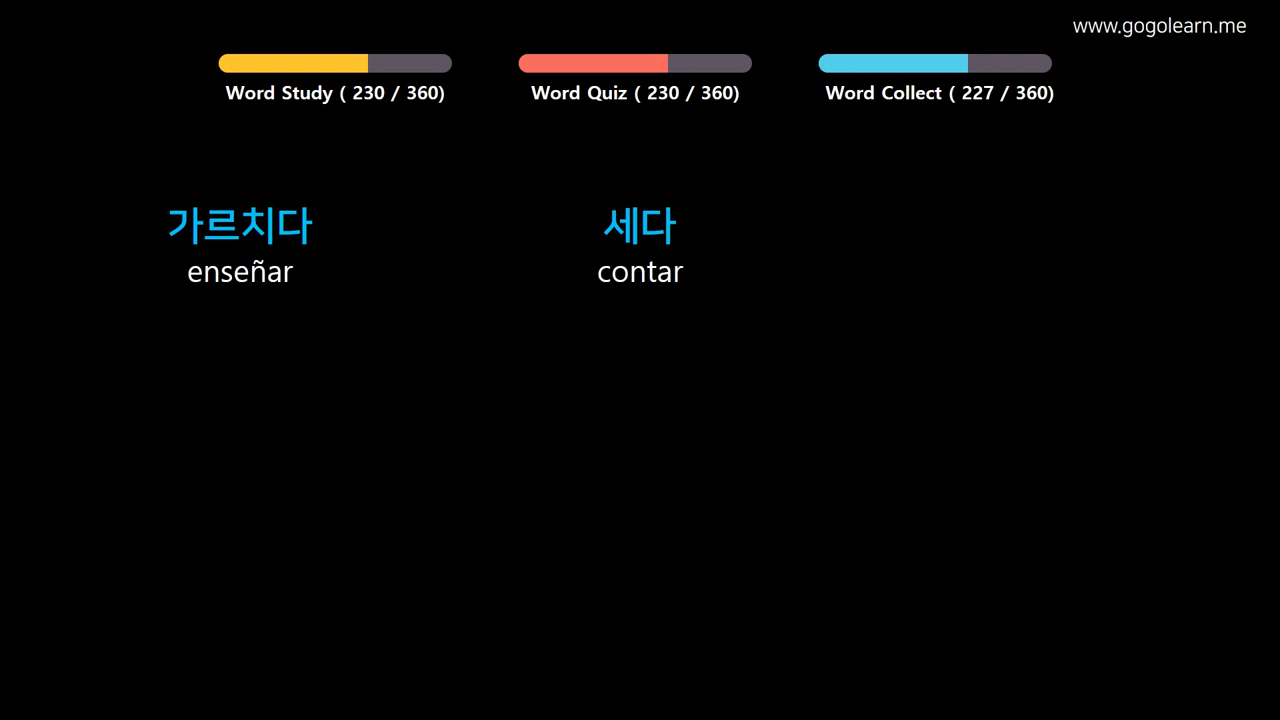 www.gogolearn.me
Word Study ( 230 / 360)
Word Quiz ( 230 / 360)
Word Collect ( 227 / 360)
가르치다
enseñar
세다
contar